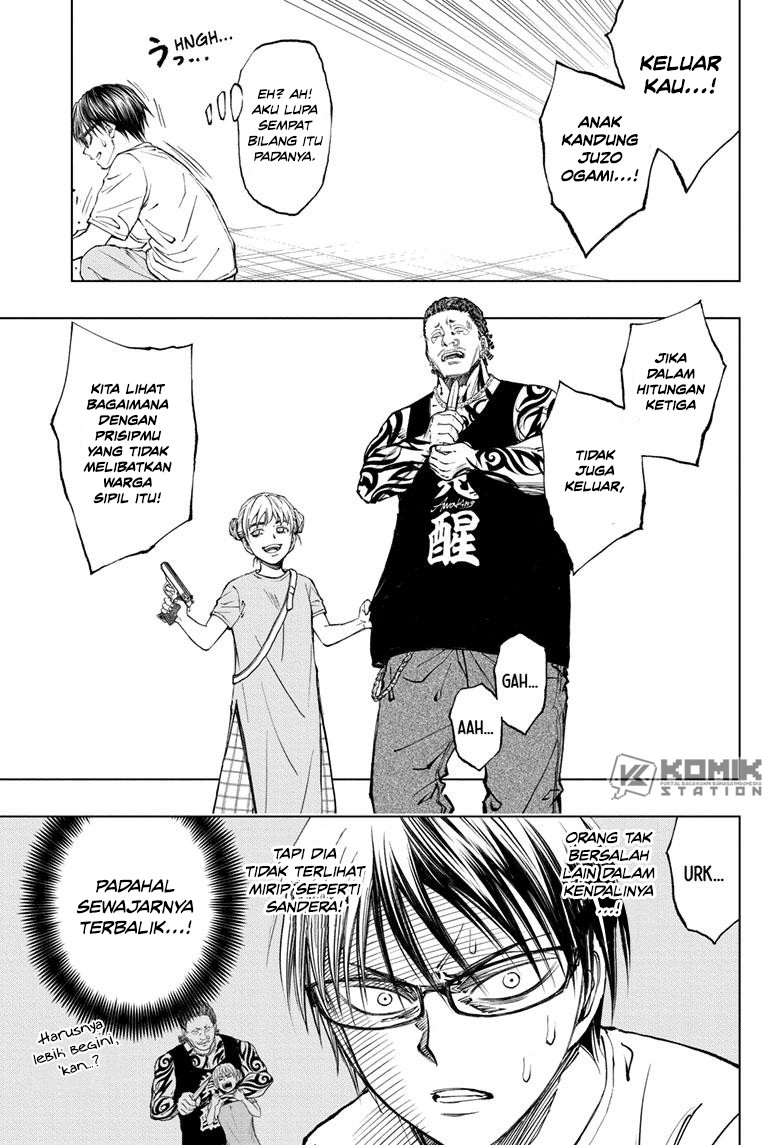 KELUAR
KAU...!
ANAK
KANDUNG
JUZO
OGAMI...!
EH? AH!
AKU LUPA
SEMPAT
BILANG ITU
PADANYA.
HNGH...
うっ...
JIKA
DALAM
HITUNGAN
KETIGA
TIDAK
JUGA
KELUAR,
KITA LIHAT
BAGAIMANA
DENGAN
PRISIPMU
YANG TIDAK
MELIBATKAN
WARGA
SIPIL ITU!
Awaking
醒
GAH...
AAH...
KOMIK
STATION
URK...
ORANG TAK
BERSALAH
LAIN DALAM
KENDALINYA
...!
TAPI DIA
TIDAK TERLIHAT
MIRIP SEPERTI
SANDERA!
PADAHAL
SEWAJARNYA
TERBALIK...!
Harusnya
lebih begini,
'kan...?